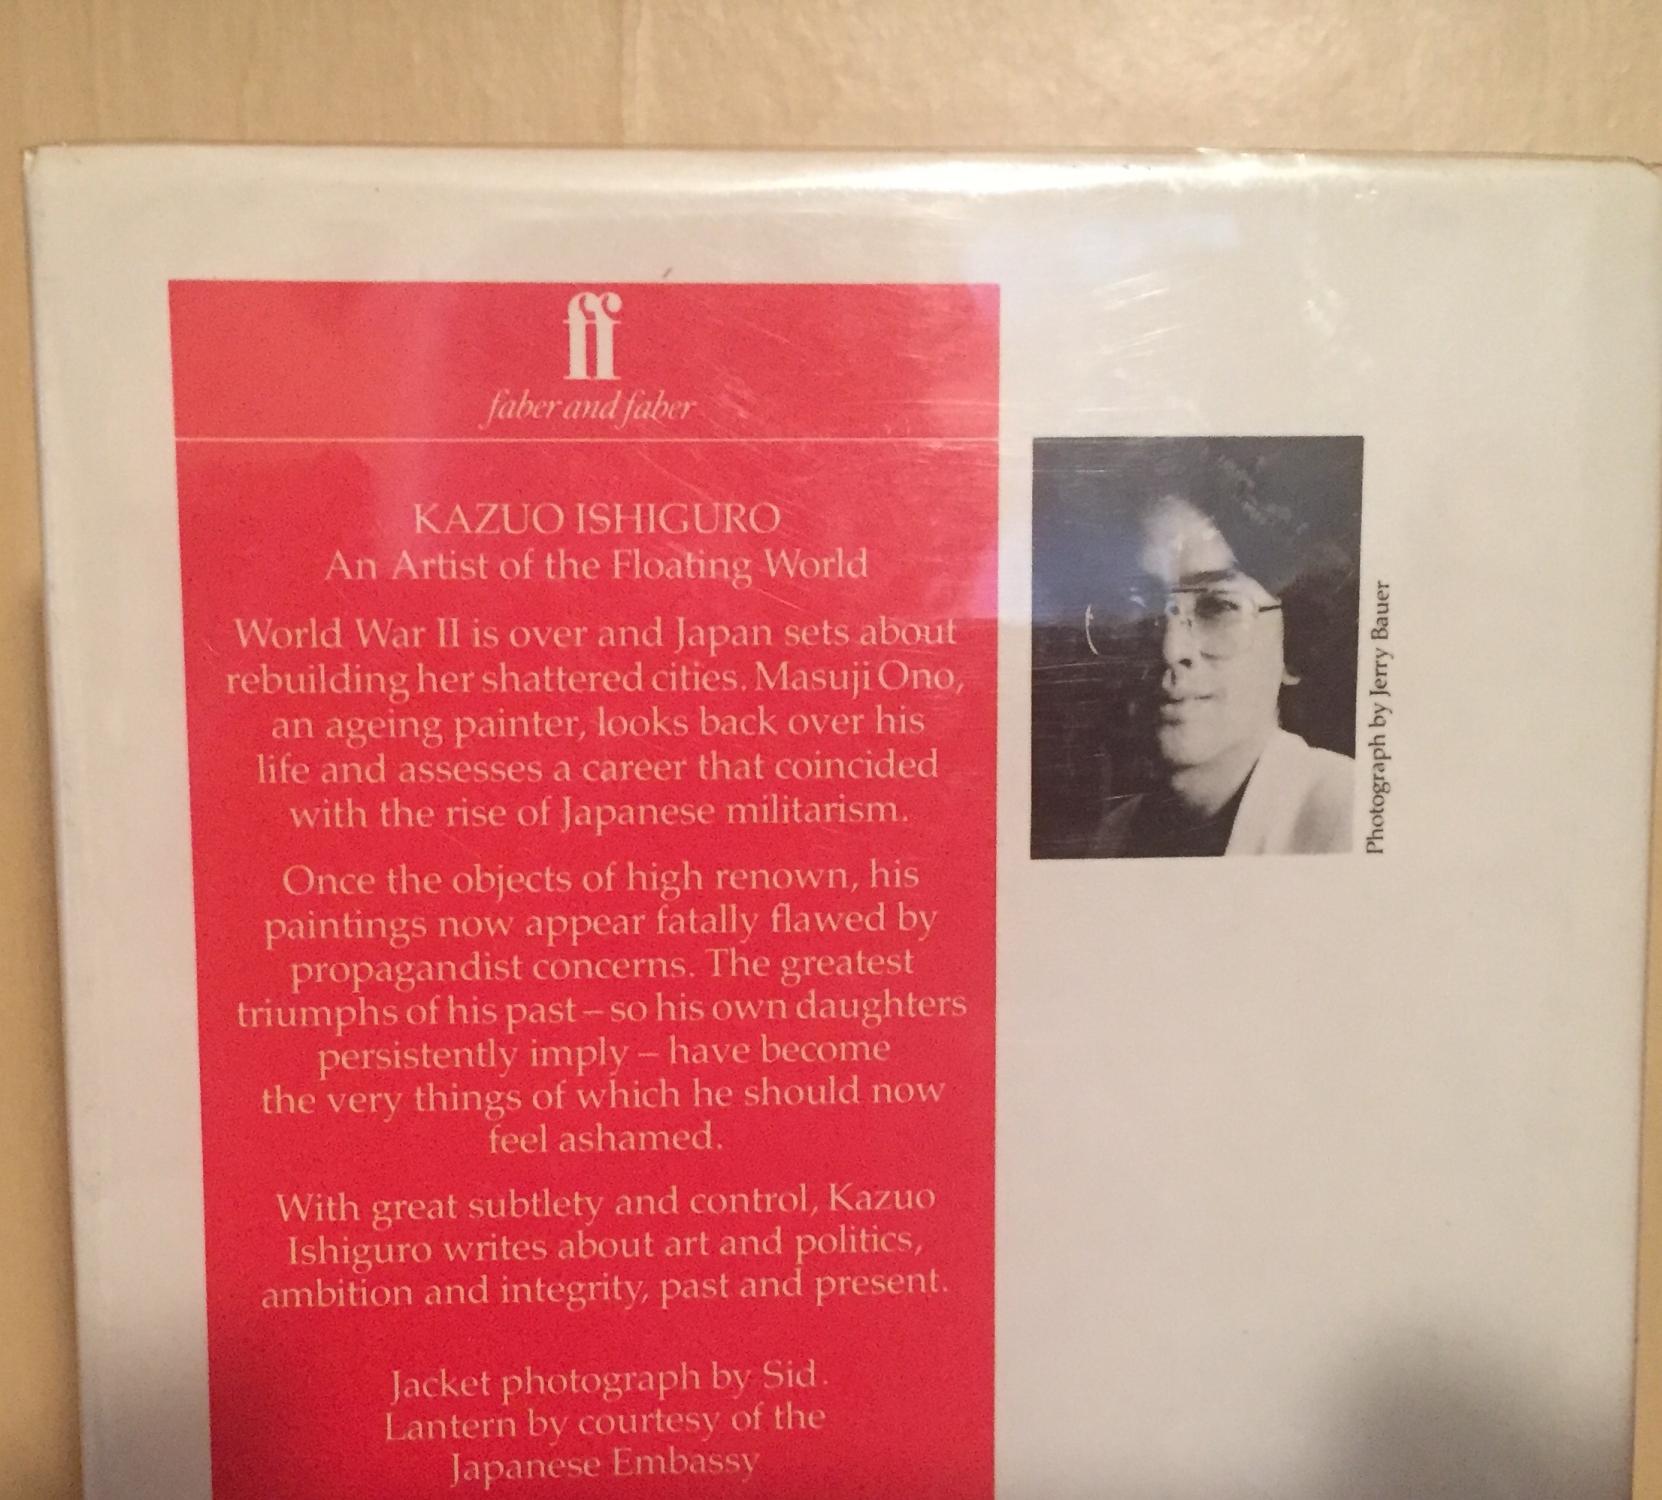 ff
faber and faber
KAZUO ISHIGURO
An Artist of the Floating World
World War II is over and Japan sets about
rebuilding her shattered cities. Masuji Ono,
an ageing painter, looks back over his
life and assesses a career that coincided
with the rise of Japanese militarism.
Once the objects of high renown, his
paintings now appear fatally flawed by
propagandist concerns. The greatest
triumphs of his past – so his own daughters
persistently imply – have become
the very things of which he should now
feel ashamed.
With great subtlety and control, Kazuo
Ishiguro writes about art and politics,
ambition and integrity, past and present.
Jacket photograph by Sid.
Lantern by courtesy of the
Japanese Embassy
Photograph by Jerry Bauer